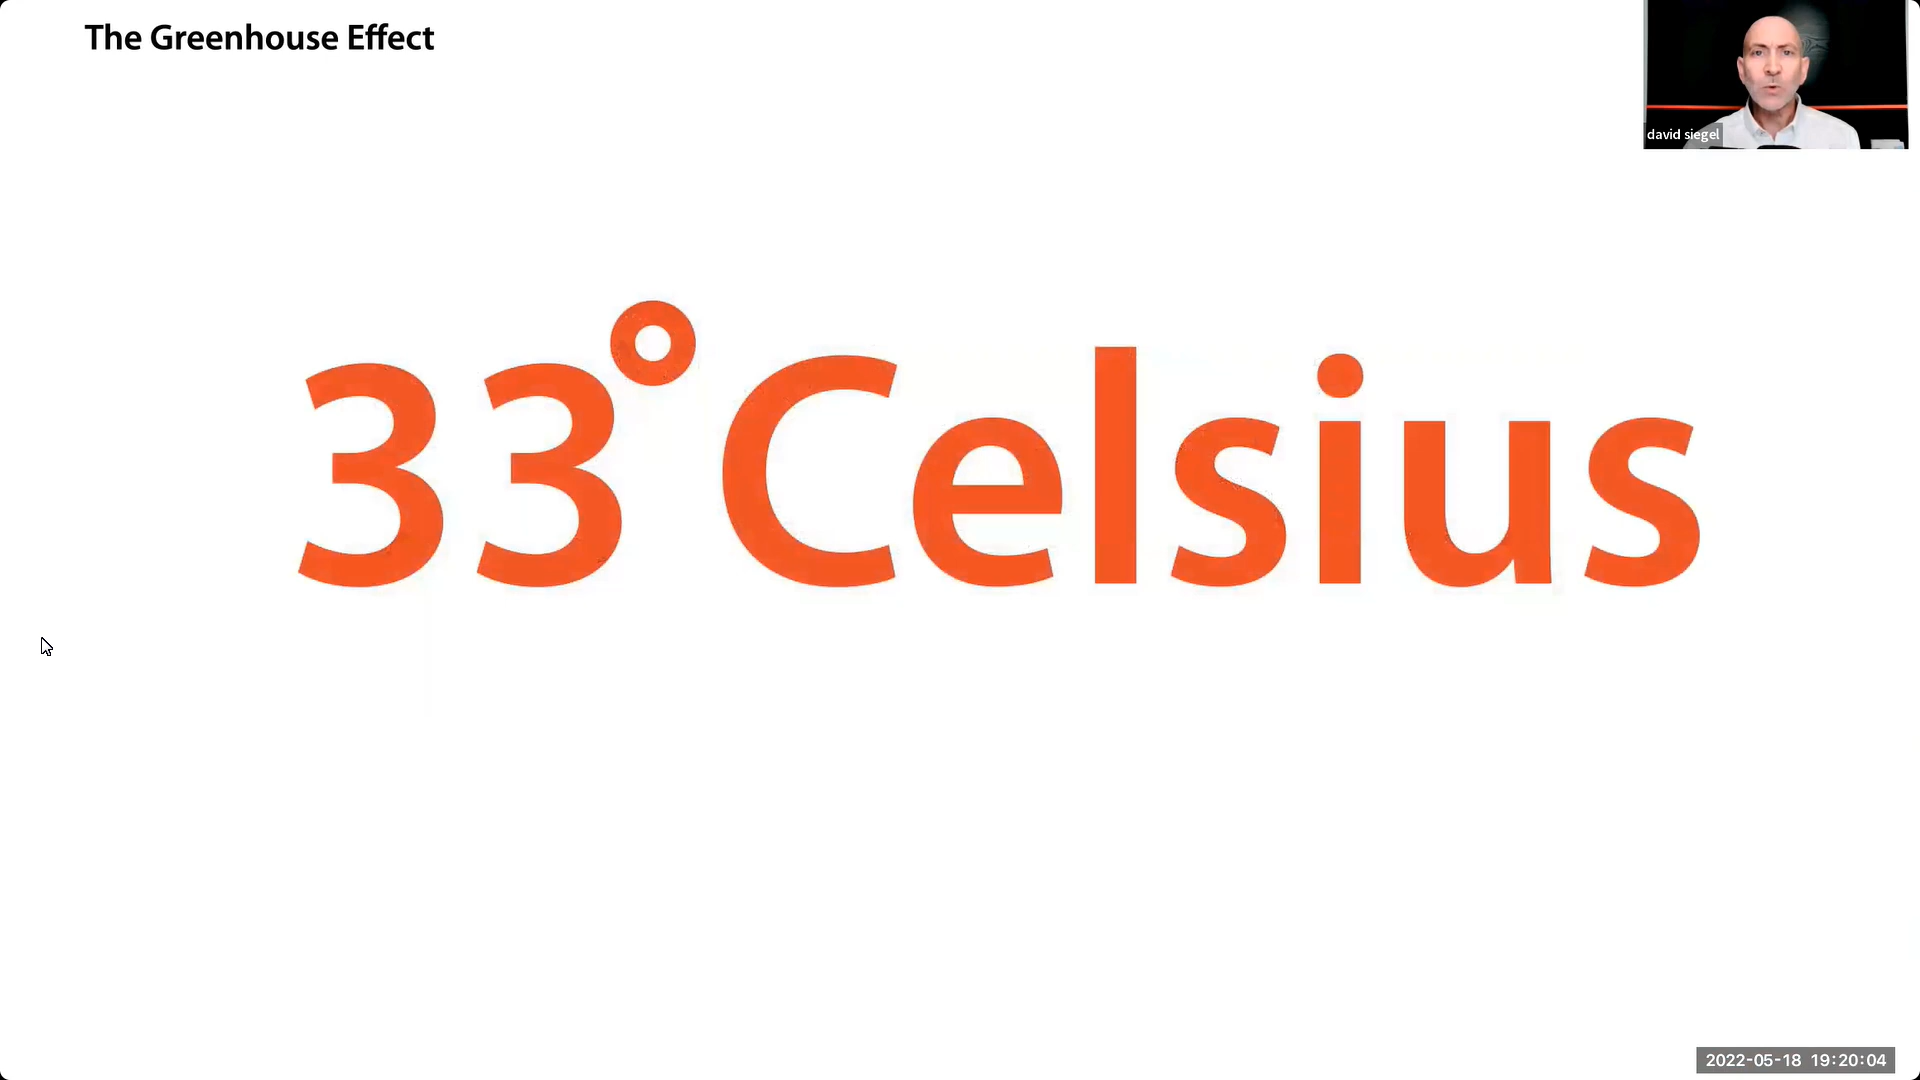 The Greenhouse Effect
david siegel
33°Celsius
2022-05-18 19:20:04